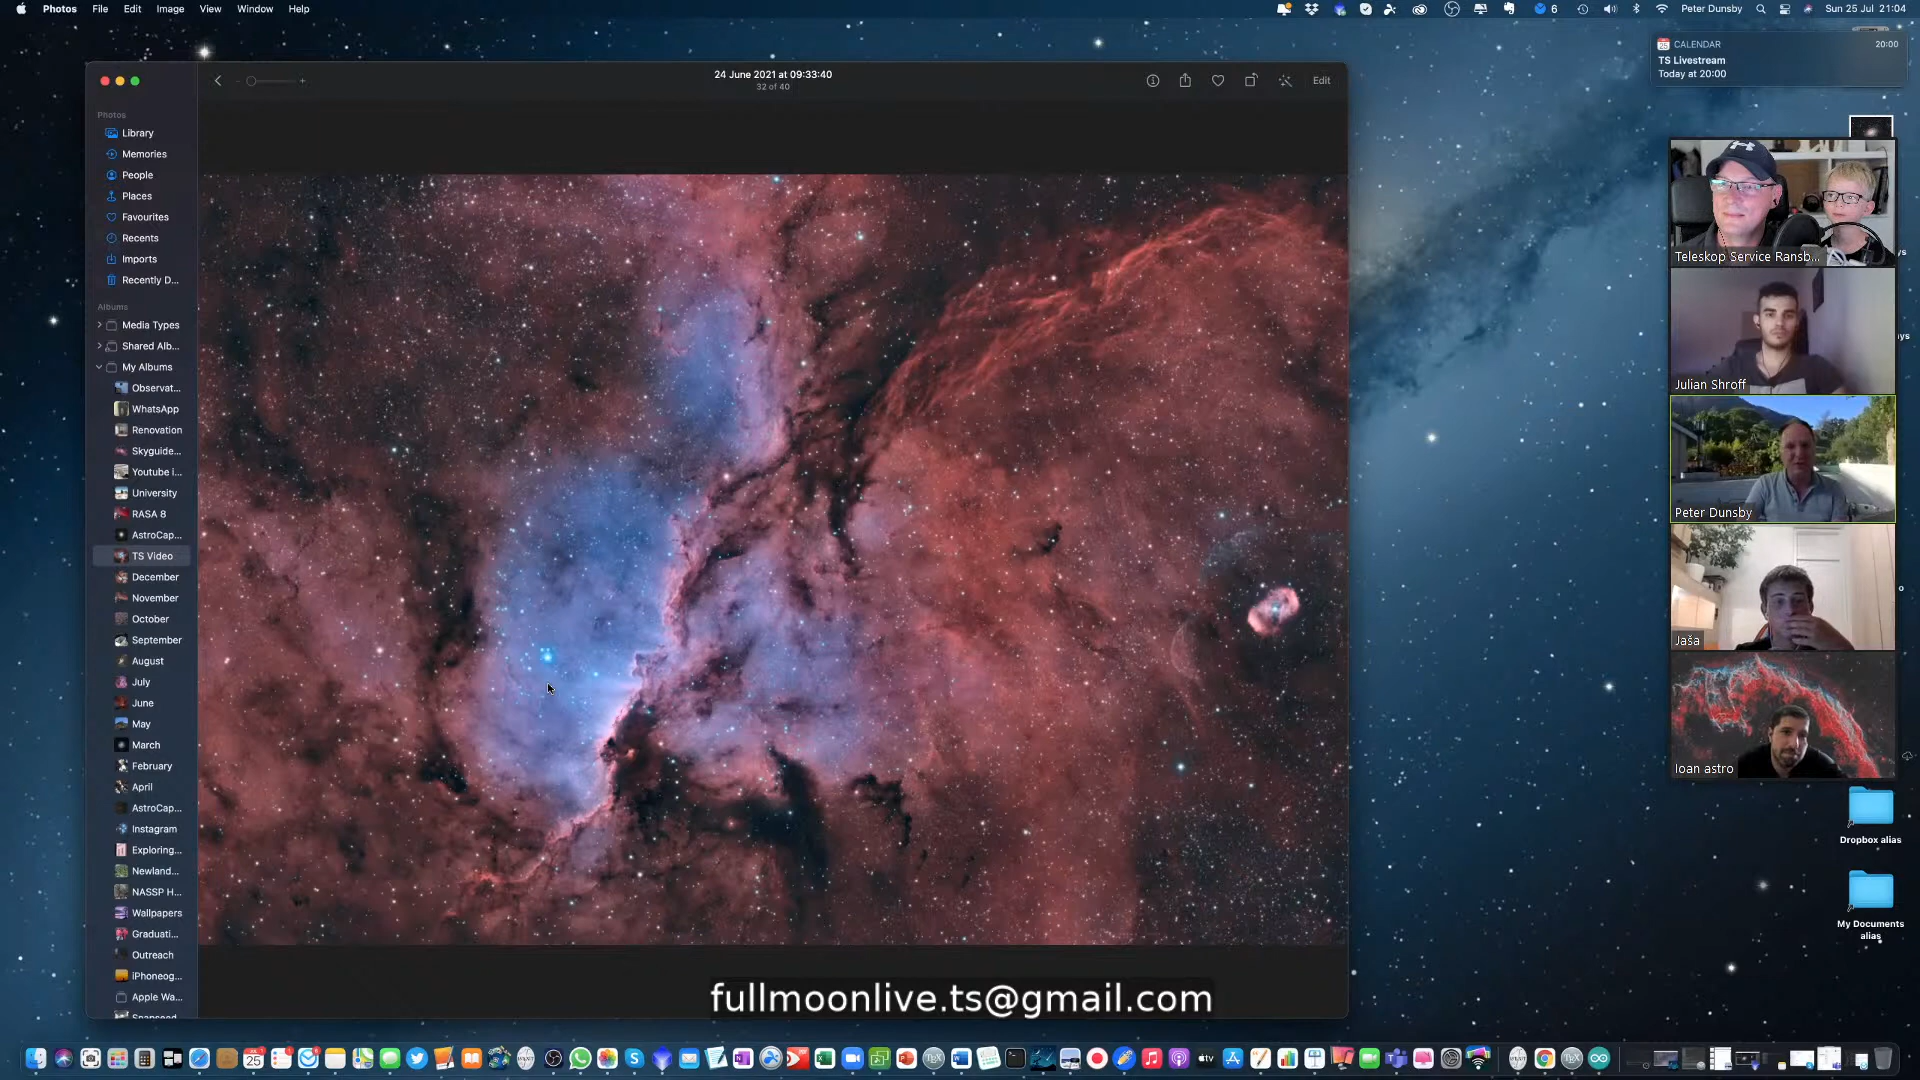 Photos File Edit Image View Window Help
6 Peter Dunsby Sun 25 Jul 21:04
CALENDAR 20:00
TS Livestream
Today at 20:00
24 June 2021 at 09:33:40
32 of 40
Edit
Photos
Library
Memories
People
Places
Favourites
Recents
Imports
Recently D...
Albums
Media Types
Shared Alb...
My Albums
Observat...
WhatsApp
Renovation
Skyguide...
Youtube i...
University
RASA 8
AstroCap...
TS Video
December
November
October
September
August
July
June
May
March
February
April
AstroCap...
Instagram
Exploring...
Newland...
NASSP H...
Wallpapers
Graduati...
Outreach
iPhoneog...
Apple Wa...
Snapseed
Teleskop Service Ransb...
Julian Shroff
Peter Dunsby
Jaša
Ioan astro
Dropbox alias
My Documents
alias
fullmoonlive.ts@gmail.com